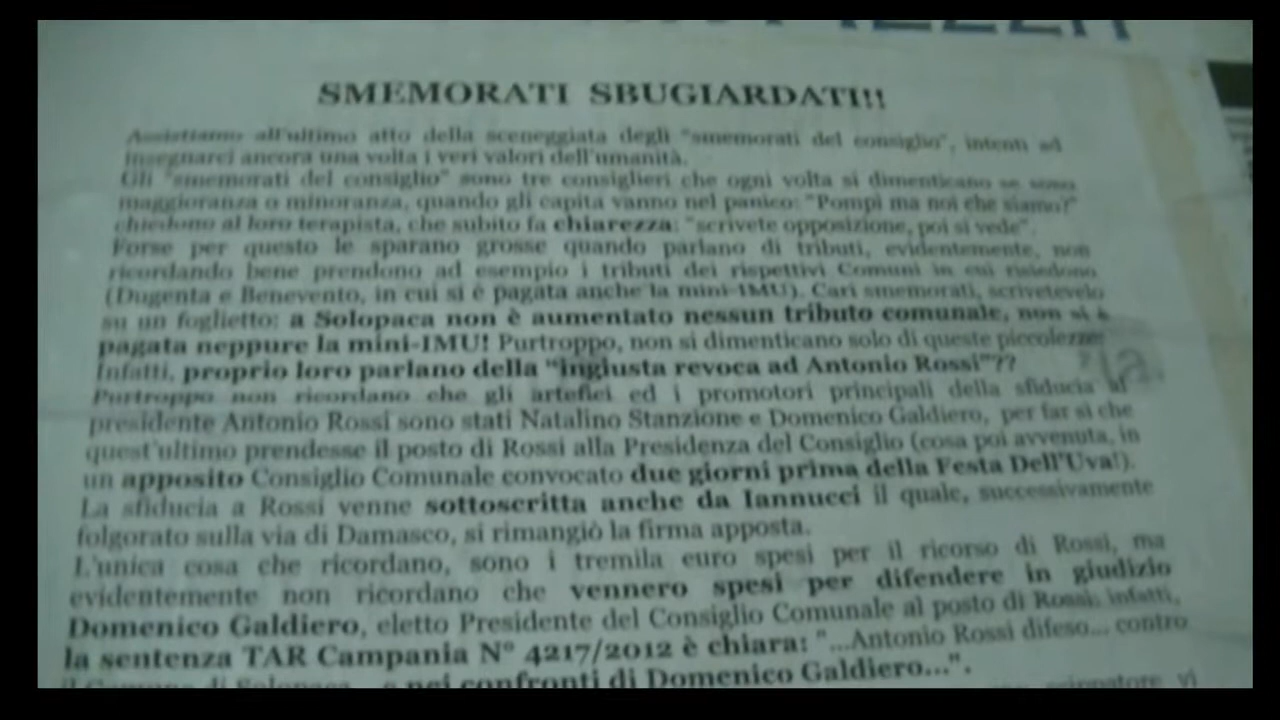 SMEMORATI SBUGIARDATI!!
Assistiamo all'ultimo atto della sceneggiata degli "smemorati del consiglio", intenti ad
insegnarci ancora una volta i veri valori dell'umanità.
Gli "smemorati del consiglio" sono tre consiglieri che ogni volta si dimenticano se sono
maggioranza o minoranza, quando gli capita vanno nel panico: "Pompì ma noi che siamo?"
chiedono al loro terapista, che subito fa chiarezza: "scrivete opposizione, poi si vede".
Forse per questo le sparano grosse quando parlano di tributi, evidentemente, non
ricordando bene prendono ad esempio i tributi dei rispettivi Comuni in cui risiedono
(Dugenta e Benevento, in cui si è pagata anche la mini-IMU). Cari smemorati, scrivetevelo
su un foglietto: a Solopaca non è aumentato nessun tributo comunale, non si è
pagata neppure la mini-IMU! Purtroppo, non si dimenticano solo di queste piccolezze
Infatti, proprio loro parlano della "ingiusta revoca ad Antonio Rossi"??
Purtroppo non ricordano che gli artefici ed i promotori principali della sfiducia al
presidente Antonio Rossi sono stati Natalino Stanzione e Domenico Galdiero, per far sì che
quest'ultimo prendesse il posto di Rossi alla Presidenza del Consiglio (cosa poi avvenuta, in
un apposito Consiglio Comunale convocato due giorni prima della Festa Dell'Uva!).
La sfiducia a Rossi venne sottoscritta anche da Iannucci il quale, successivamente
folgorato sulla via di Damasco, si rimangiò la firma apposta.
L'unica cosa che ricordano, sono i tremila euro spesi per il ricorso di Rossi, ma
evidentemente non ricordano che vennero spesi per difendere in giudizio
Domenico Galdiero, eletto Presidente del Consiglio Comunale al posto di Rossi: infatti,
la sentenza TAR Campania N° 4217/2012 è chiara: "...Antonio Rossi difeso... contro
il Comune di Solopaca... e nei confronti di Domenico Galdiero...".